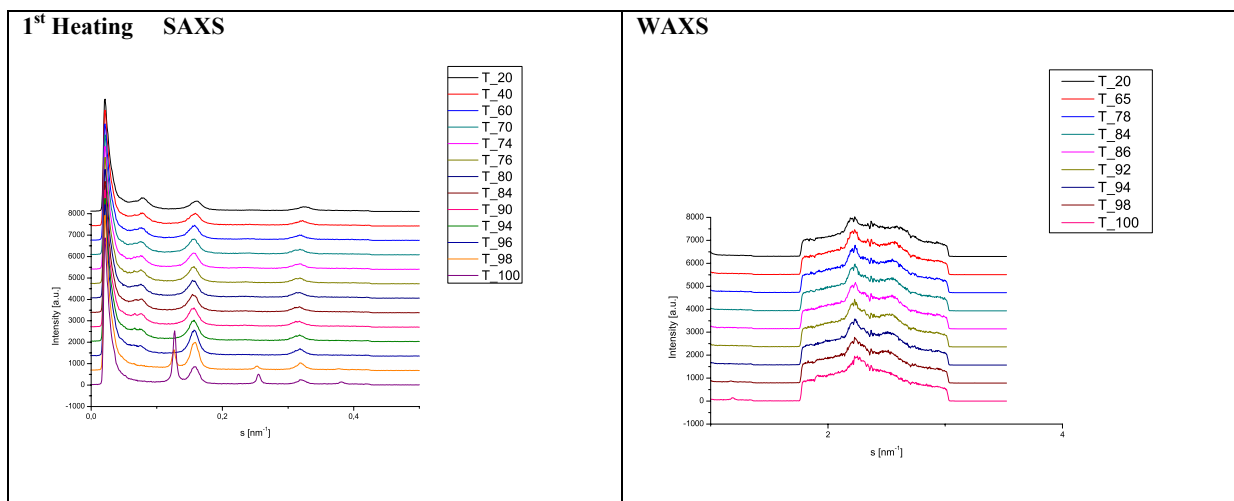 1st Heating SAXS
T_20
T_40
T_60
T_70
T_74
T_76
T_80
T_84
T_90
T_94
T_96
T_98
T_100
8000
7000
6000
5000
4000
3000
2000
1000
0
-1000
Intensity [a.u.]
0,0
0,2
0,4
s [nm-1]
WAXS
T_20
T_65
T_78
T_84
T_86
T_92
T_94
T_98
T_100
8000
7000
6000
5000
4000
3000
2000
1000
0
-1000
Intensity [a.u.]
2
4
s [nm-1]